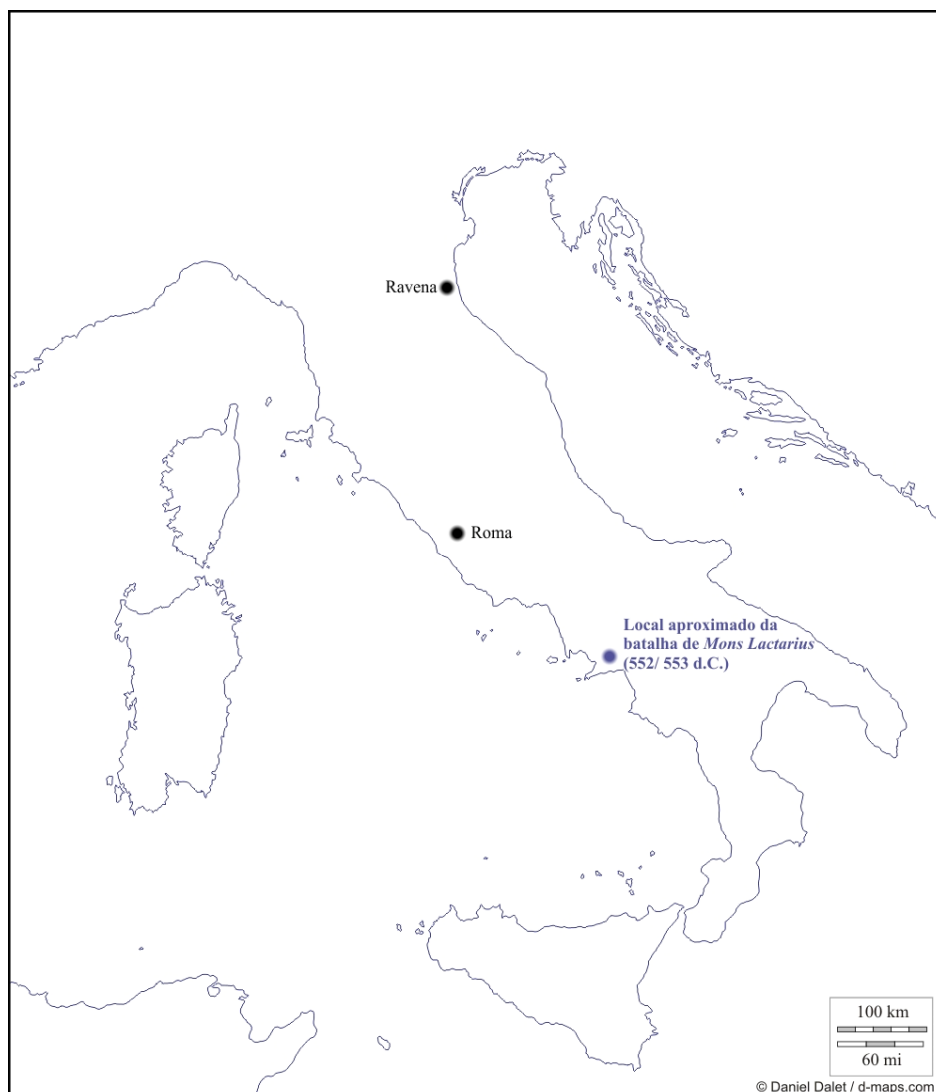 Ravena
Roma
Local aproximado da
batalha de Mons Lactarius
(552/ 553 d.C.)
100 km
60 mi
© Daniel Dalet / d-maps.com